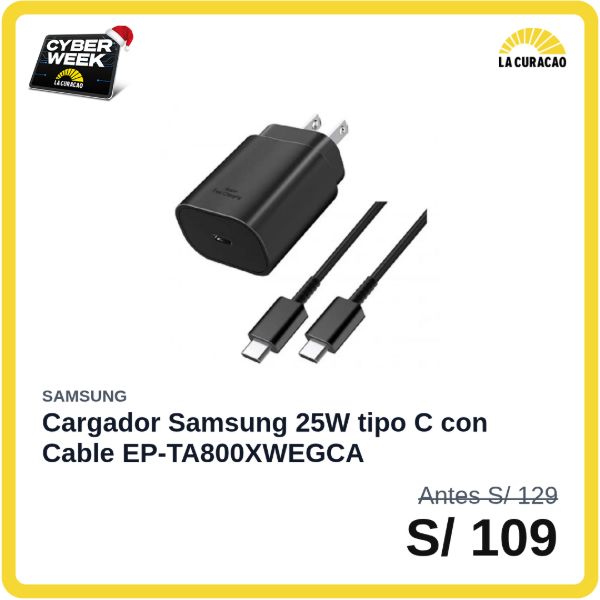 CYBER
WEEK
LA CURACAO
LA CURACAO
SAMSUNG
Cargador Samsung 25W tipo C con
Cable EP-TA800XWEGCA
Antes S/ 129
S/ 109